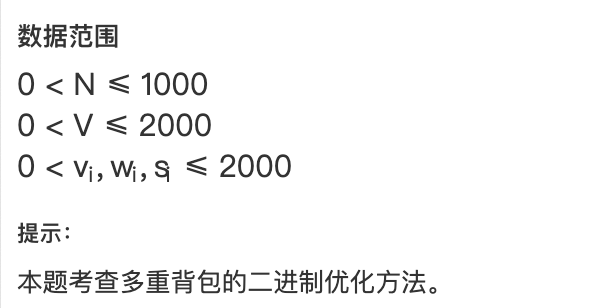 数据范围
0 < N ≤ 1000
0 < V ≤ 2000
0 < vᵢ, wᵢ, sᵢ ≤ 2000
提示：
本题考查多重背包的二进制优化方法。